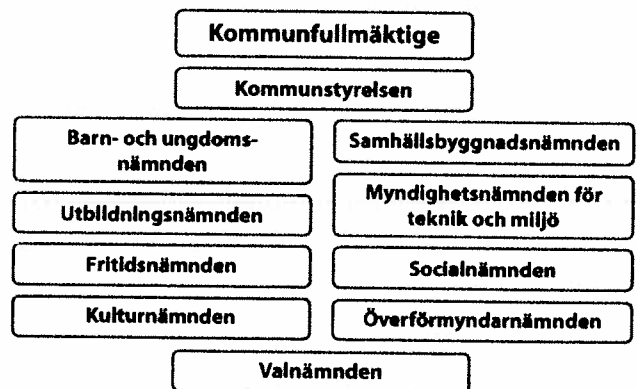 Kommunfullmäktige
Kommunstyrelsen
Barn- och ungdoms-
nämnden
Utbildningsnämnden
Fritidsnämnden
Kulturnämnden
Samhällsbyggnadsnämnden
Myndighetsnämnden för
teknik och miljö
Socialnämnden
Överförmyndarnämnden
Valnämnden